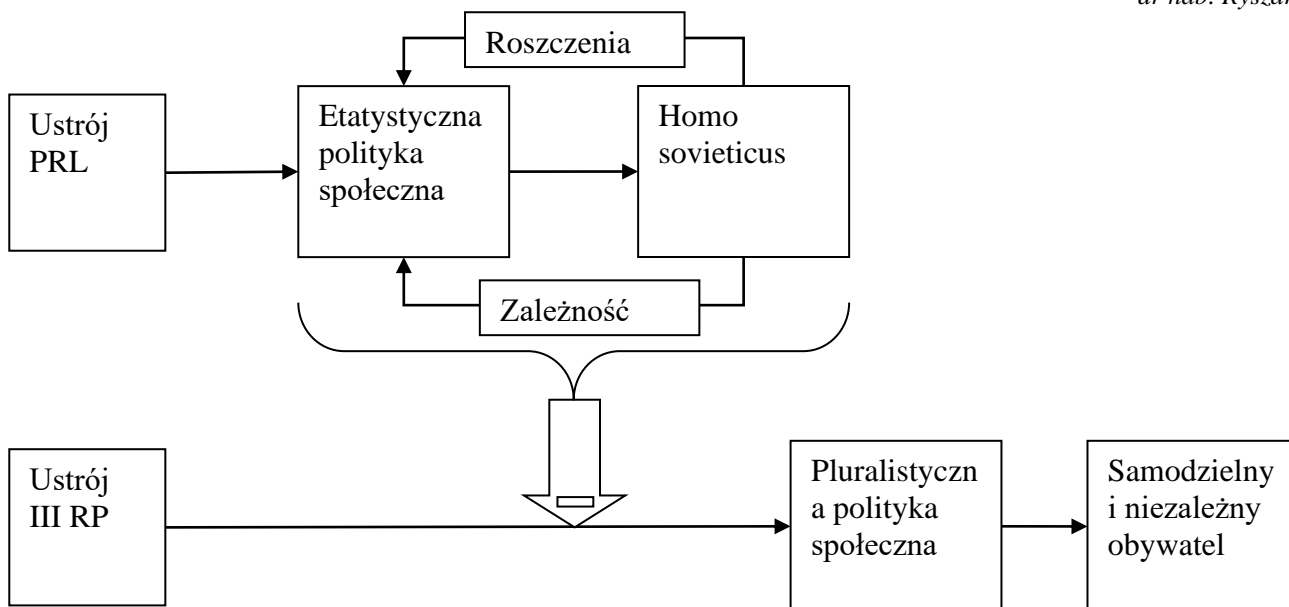 dr hab. Ryszar
Roszczenia
Ustrój
PRL
Etatystyczna
polityka
społeczna
Homo
sovieticus
Zależność
Ustrój
III RP
Pluralistyczn
a polityka
społeczna
Samodzielny
i niezależny
obywatel